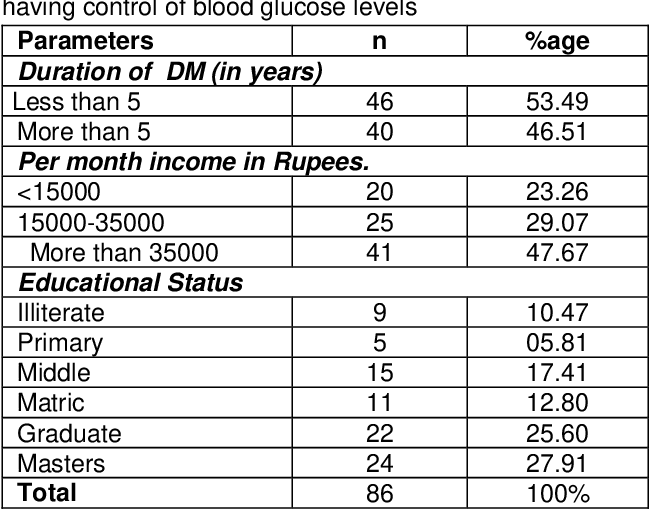 having control of blood glucose levels
Parameters n %age
Duration of DM (in years)
Less than 5 46 53.49
More than 5 40 46.51
Per month income in Rupees.
<15000 20 23.26
15000-35000 25 29.07
More than 35000 41 47.67
Educational Status
Illiterate 9 10.47
Primary 5 05.81
Middle 15 17.41
Matric 11 12.80
Graduate 22 25.60
Masters 24 27.91
Total 86 100%